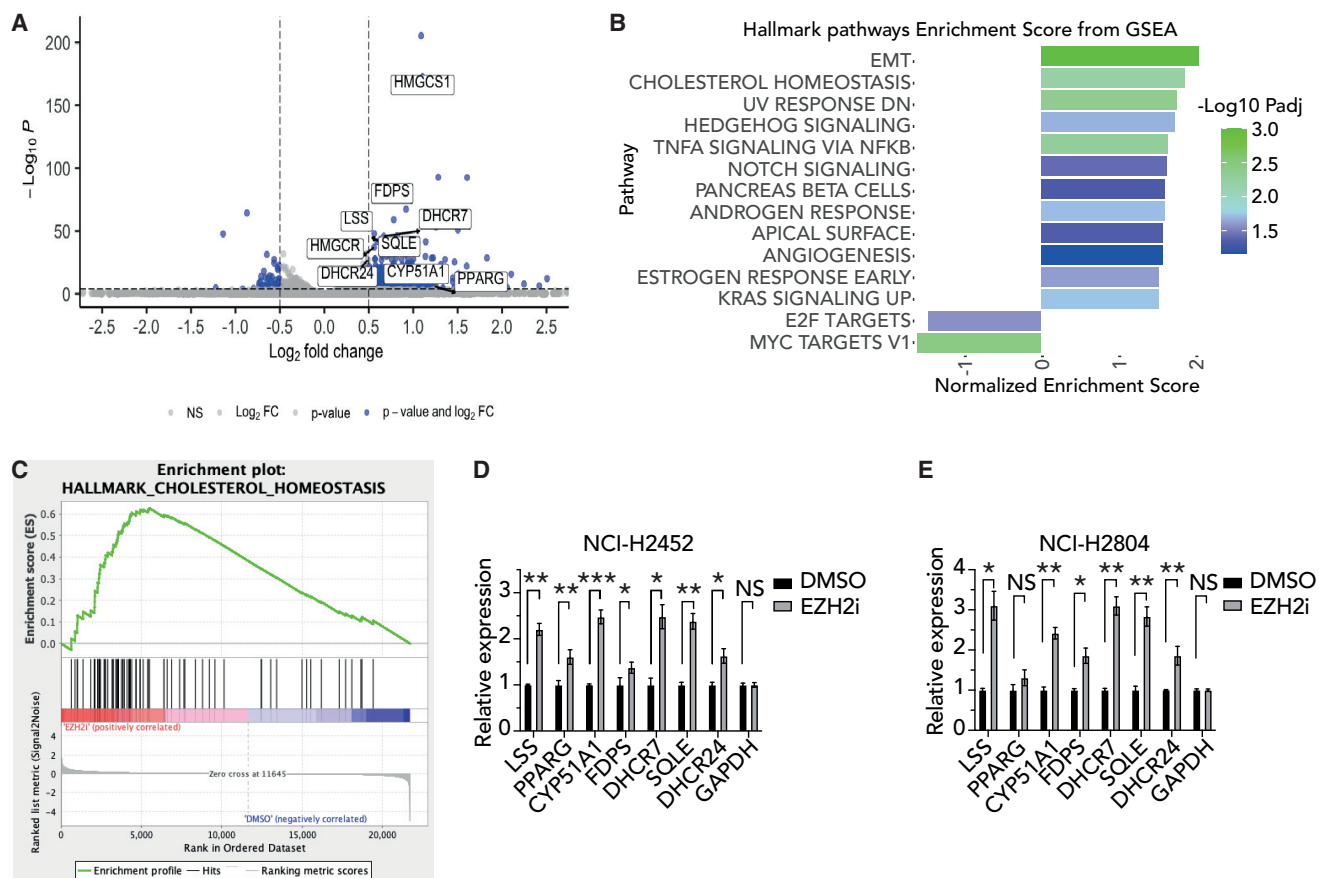 A
200
150
100
50
0
− Log10 P
HMGCS1
FDPS
LSS
DHCR7
HMGCR
SQLE
DHCR24
CYP51A1
PPARG
-2.5 -2.0 -1.5 -1.0 -0.5 0.0 0.5 1.0 1.5 2.0 2.5
Log2 fold change
NS Log2 FC p-value p – value and log2 FC
B
Hallmark pathways Enrichment Score from GSEA
Pathway
EMT
CHOLESTEROL HOMEOSTASIS
UV RESPONSE DN
HEDGEHOG SIGNALING
TNFA SIGNALING VIA NFKB
NOTCH SIGNALING
PANCREAS BETA CELLS
ANDROGEN RESPONSE
APICAL SURFACE
ANGIOGENESIS
ESTROGEN RESPONSE EARLY
KRAS SIGNALING UP
E2F TARGETS
MYC TARGETS V1
-1 0 1 2
Normalized Enrichment Score
-Log10 Padj
3.0
2.5
2.0
1.5
C
Enrichment plot:
HALLMARK_CHOLESTEROL_HOMEOSTASIS
Enrichment score (ES)
0.6
0.5
0.4
0.3
0.2
0.1
0.0
'EZH2i' (positively correlated)
Ranked list metric (Signal2Noise)
4
2
0
-2
-4
Zero cross at 11645
'DMSO' (negatively correlated)
0 5,000 10,000 15,000 20,000
Rank in Ordered Dataset
Enrichment profile Hits Ranking metric scores
D
NCI-H2452
DMSO
EZH2i
Relative expression
3
2
1
0
** ** *** * * ** * NS
LSS PPARG CYP51A1 FDPS DHCR7 SQLE DHCR24 GAPDH
E
NCI-H2804
DMSO
EZH2i
Relative expression
4
3
2
1
0
* NS ** * ** ** ** NS
LSS PPARG CYP51A1 FDPS DHCR7 SQLE DHCR24 GAPDH